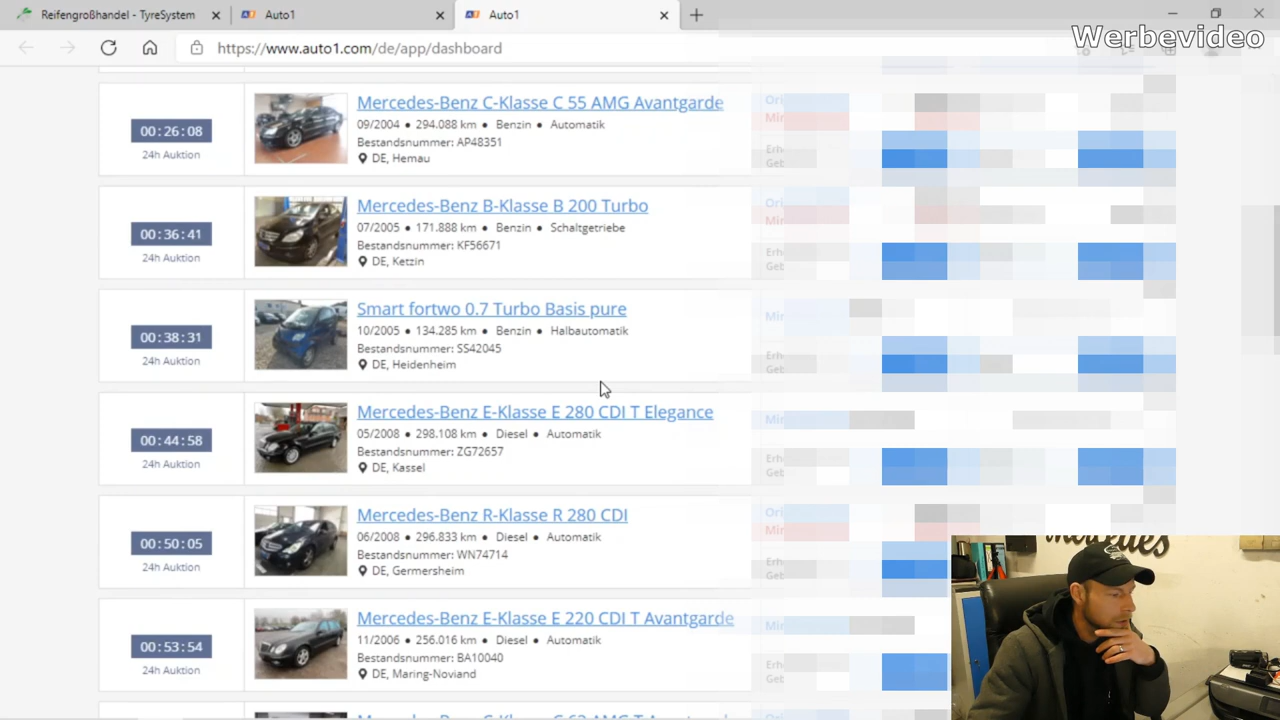 Reifengroßhandel - TyreSystem
Auto1
Auto1
Werbevideo
https://www.auto1.com/de/app/dashboard
Mercedes-Benz C-Klasse C 55 AMG Avantgarde
00:26:08
09/2004 • 294.088 km • Benzin • Automatik
24h Auktion
Bestandsnummer: AP48351
DE, Hemau
Mercedes-Benz B-Klasse B 200 Turbo
00:36:41
07/2005 • 171.888 km • Benzin • Schaltgetriebe
24h Auktion
Bestandsnummer: KF56671
DE, Ketzin
Smart fortwo 0.7 Turbo Basis pure
00:38:31
10/2005 • 134.285 km • Benzin • Halbautomatik
24h Auktion
Bestandsnummer: SS42045
DE, Heidenheim
Mercedes-Benz E-Klasse E 280 CDI T Elegance
00:44:58
05/2008 • 298.108 km • Diesel • Automatik
24h Auktion
Bestandsnummer: ZG72657
DE, Kassel
Mercedes-Benz R-Klasse R 280 CDI
00:50:05
06/2008 • 296.833 km • Diesel • Automatik
24h Auktion
Bestandsnummer: WN74714
DE, Germersheim
Mercedes-Benz E-Klasse E 220 CDI T Avantgarde
00:53:54
11/2006 • 256.016 km • Diesel • Automatik
24h Auktion
Bestandsnummer: BA10040
DE, Maring-Noviand